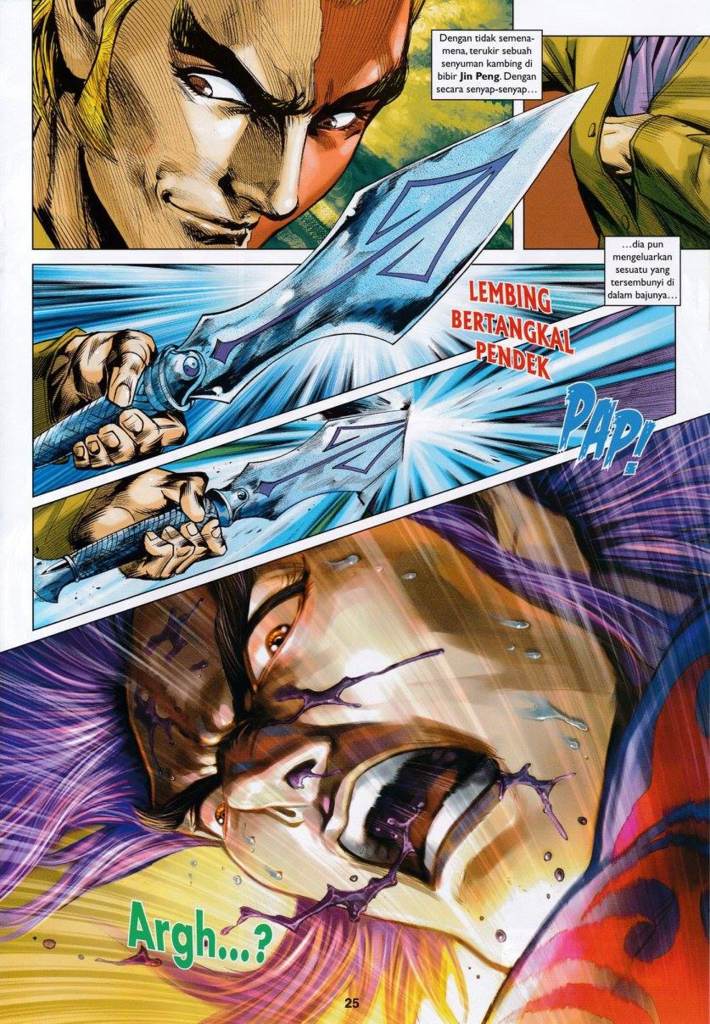 Dengan tidak semena-
mena, terukir sebuah
senyuman kambing di
bibir Jin Peng. Dengan
secara senyap-senyap...
...dia pun
mengeluarkan
sesuatu yang
tersembunyi di
dalam bajunya...
LEMBING
BERTANGKAL
PENDEK
PAP!
Argh...?
25